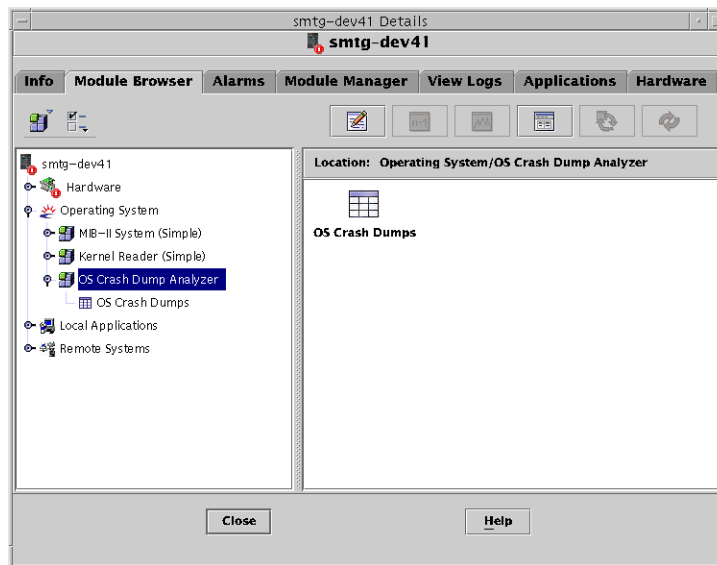 smtg-dev41 Details
smtg-dev41
Info Module Browser Alarms Module Manager View Logs Applications Hardware
smtg-dev41
Location: Operating System/OS Crash Dump Analyzer
Hardware
Operating System
MIB-II System (Simple)
Kernel Reader (Simple)
OS Crash Dump Analyzer
OS Crash Dumps
Local Applications
Remote Systems
OS Crash Dumps
Close Help